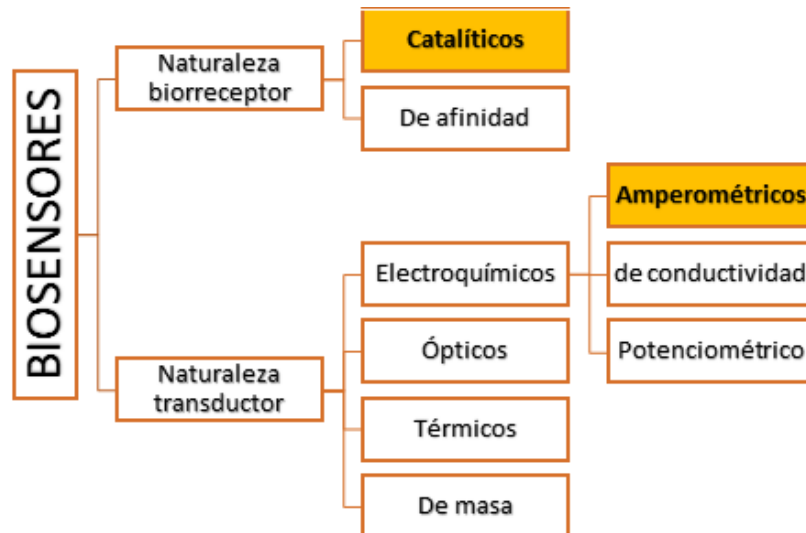 BIOSENSORES
Naturaleza
biorreceptor
Catalíticos
De afinidad
Naturaleza
transductor
Electroquímicos
Amperométricos
de conductividad
Potenciométrico
Ópticos
Térmicos
De masa